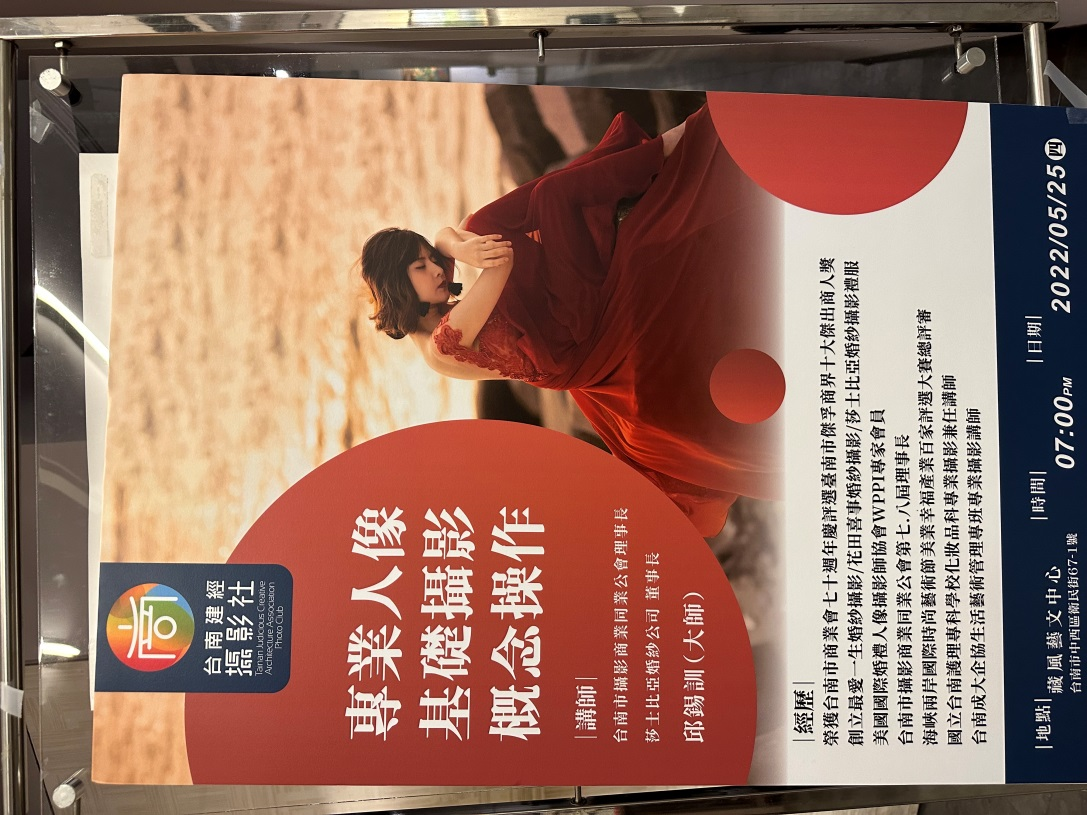 台南建經
攝影社
Tainan Judicious Creative
Architecture Association
Photo Club
專業人像
基礎攝影
概念操作
|講師|
台南市攝影商業同業公會理事長
莎士比亞婚紗公司 董事長
邱錫訓(大師)
|經歷|
榮獲台南市商業會七十週年慶評選臺南市傑孚商界十大傑出商人獎
創立最愛一生婚紗攝影/花田喜事婚紗攝影/莎士比亞婚紗攝影禮服
美國國際婚禮人像攝影師協會WPPI專家會員
台南市攝影商業同業公會第七.八屆理事長
海峽兩岸國際時尚藝術節美業幸福產業百家評選大賽總評審
國立台南護理專科學校化妝品科專業攝影兼任講師
台南成大企協生活藝術管理專班專業攝影講師
|地點| 藏風藝文中心
台南市中西區衛民街67-1號
|時間| 07:00PM
|日期| 2022/05/25 四